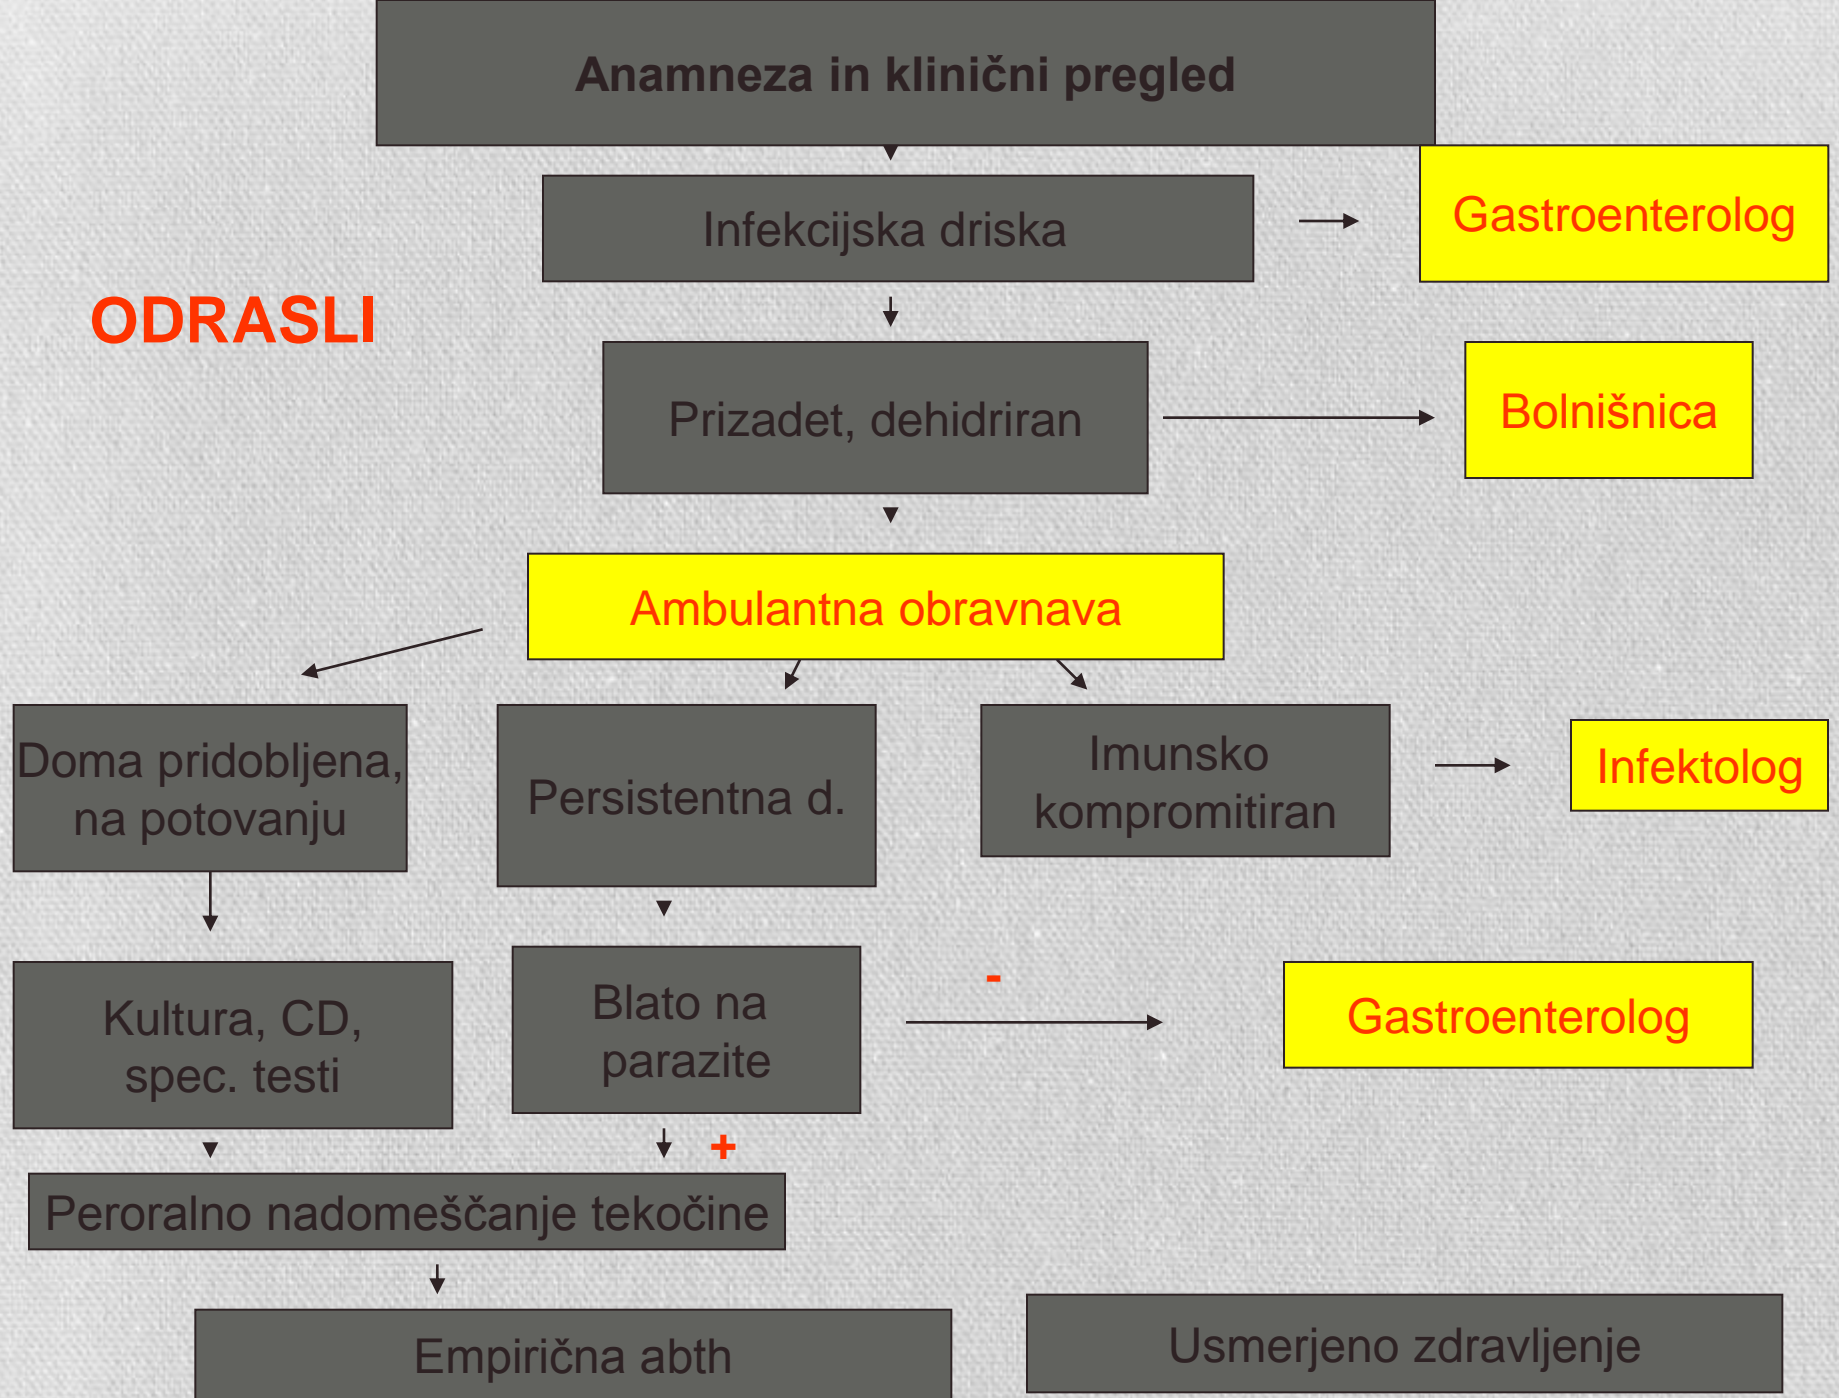 Anamneza in klinični pregled
Infekcijska driska
Gastroenterolog
ODRASLI
Prizadet, dehidriran
Bolnišnica
Ambulantna obravnava
Doma pridobljena,
na potovanju
Persistentna d.
Imunsko
kompromitiran
Infektolog
Kultura, CD,
spec. testi
Blato na
parazite
-
Gastroenterolog
+
Peroralno nadomeščanje tekočine
Empirična abth
Usmerjeno zdravljenje